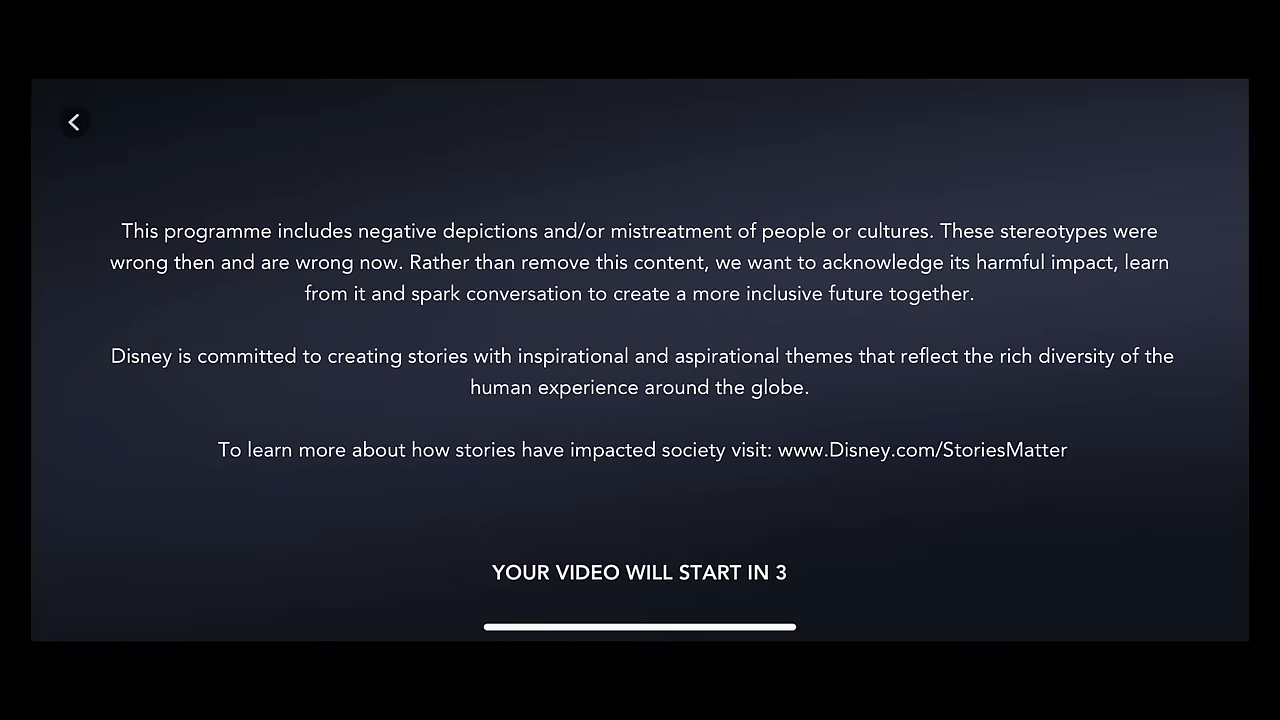 This programme includes negative depictions and/or mistreatment of people or cultures. These stereotypes were
wrong then and are wrong now. Rather than remove this content, we want to acknowledge its harmful impact, learn
from it and spark conversation to create a more inclusive future together.
Disney is committed to creating stories with inspirational and aspirational themes that reflect the rich diversity of the
human experience around the globe.
To learn more about how stories have impacted society visit: www.Disney.com/StoriesMatter
YOUR VIDEO WILL START IN 3